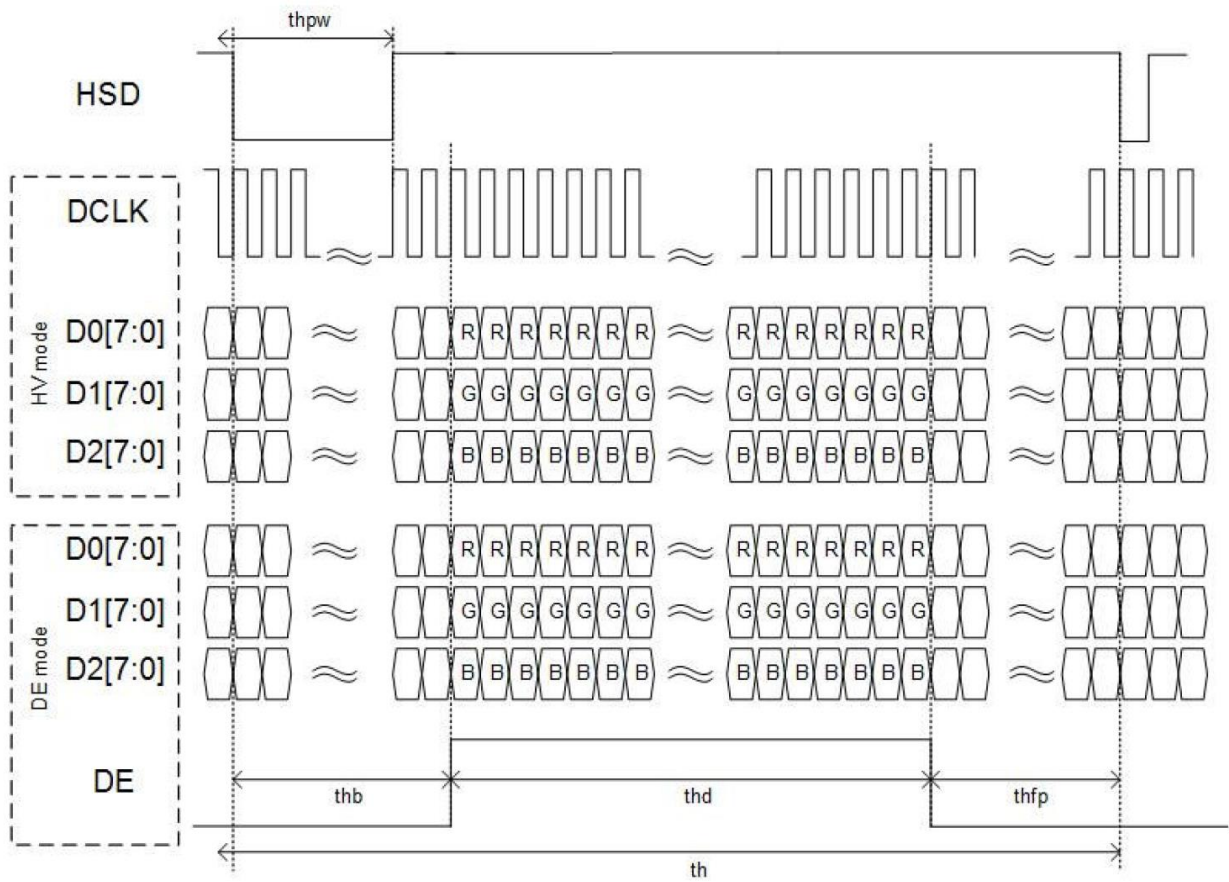 thpw
HSD
DCLK
HV mode
D0[7:0] R R R R R R R R R R R R R R
D1[7:0] G G G G G G G G G G G G G G
D2[7:0] B B B B B B B B B B B B B B
DE mode
D0[7:0] R R R R R R R R R R R R R R
D1[7:0] G G G G G G G G G G G G G G
D2[7:0] B B B B B B B B B B B B B B
DE
thb thd thfp
th